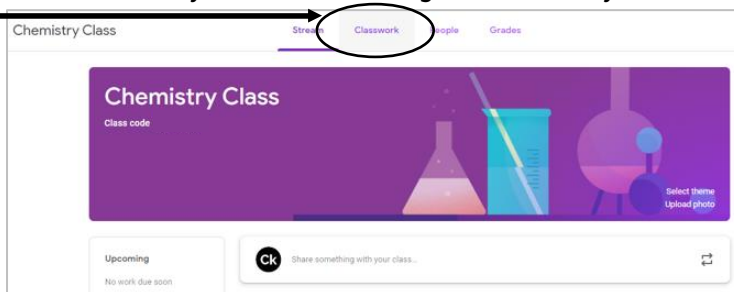 Chemistry Class
Stream Classwork People Grades
Chemistry Class
Class code
Select theme
Upload photo
Upcoming
No work due soon
Ck
Share something with your class...